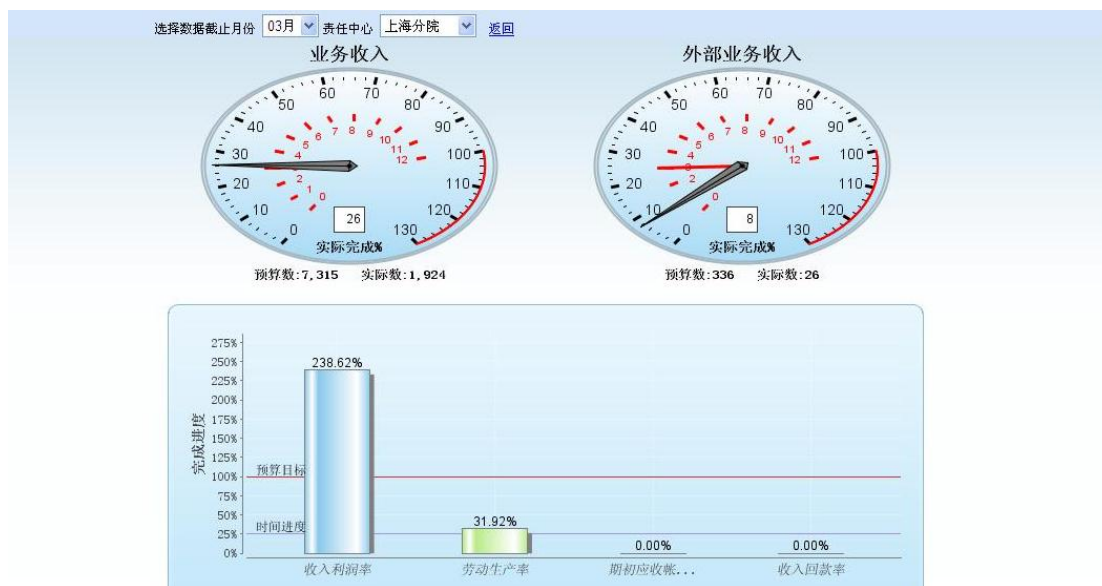 选择数据截止月份 03月 责任中心 上海分院 返回
业务收入
0 10 20 30 40 50 60 70 80 90 100 110 120 130
0 1 2 3 4 5 6 7 8 9 10 11 12
26
实际完成%
预算数:7,315 实际数:1,924
外部业务收入
0 10 20 30 40 50 60 70 80 90 100 110 120 130
0 2 4 5 6 7 8 9 10 11 12
8
实际完成%
预算数:336 实际数:26
完成进度
275%
250%
225%
200%
175%
150%
125%
100%
75%
50%
25%
0%
预算目标
时间进度
238.62%
31.92%
0.00%
0.00%
收入利润率 劳动生产率 期初应收帐... 收入回款率